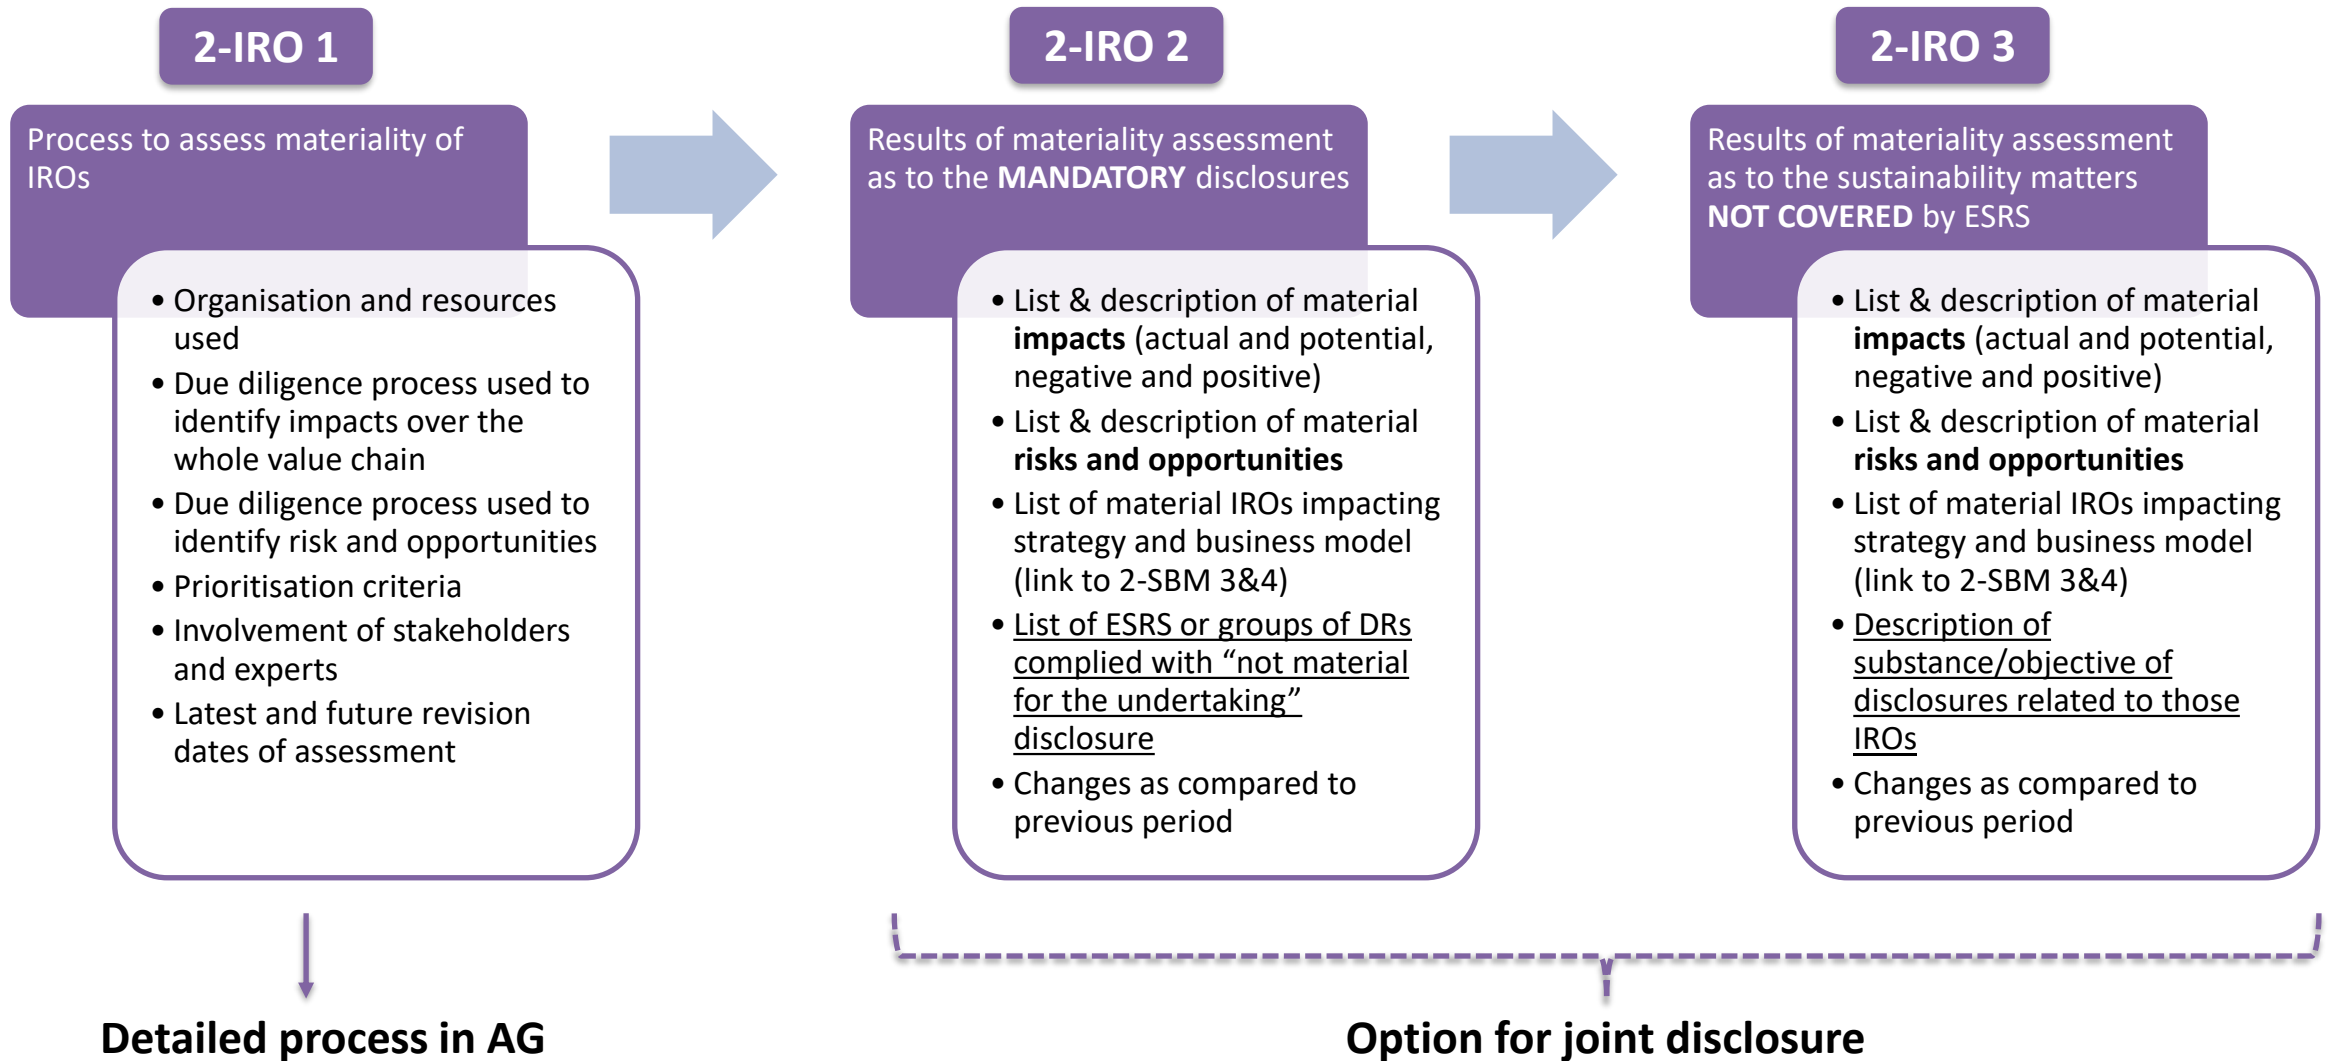 2-IRO 1
Process to assess materiality of
IROs
• Organisation and resources
used
• Due diligence process used to
identify impacts over the
whole value chain
• Due diligence process used to
identify risk and opportunities
• Prioritisation criteria
• Involvement of stakeholders
and experts
• Latest and future revision
dates of assessment
Detailed process in AG
2-IRO 2
Results of materiality assessment
as to the MANDATORY disclosures
• List & description of material
impacts (actual and potential,
negative and positive)
• List & description of material
risks and opportunities
• List of material IROs impacting
strategy and business model
(link to 2-SBM 3&4)
• List of ESRS or groups of DRs
complied with “not material
for the undertaking”
disclosure
• Changes as compared to
previous period
2-IRO 3
Results of materiality assessment
as to the sustainability matters
NOT COVERED by ESRS
• List & description of material
impacts (actual and potential,
negative and positive)
• List & description of material
risks and opportunities
• List of material IROs impacting
strategy and business model
(link to 2-SBM 3&4)
• Description of
substance/objective of
disclosures related to those
IROs
• Changes as compared to
previous period
Option for joint disclosure